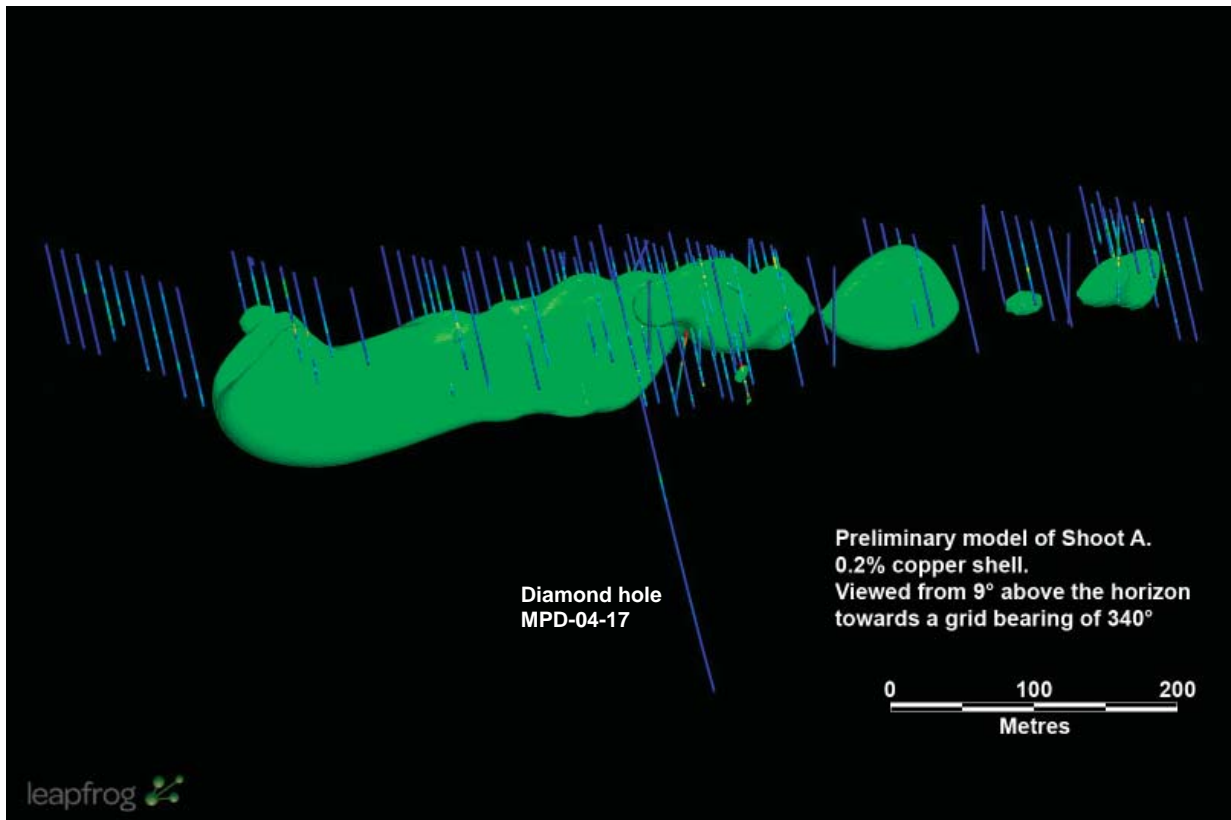 Diamond hole
MPD-04-17
Preliminary model of Shoot A.
0.2% copper shell.
Viewed from 9° above the horizon
towards a grid bearing of 340°
0 100 200
Metres
leapfrog